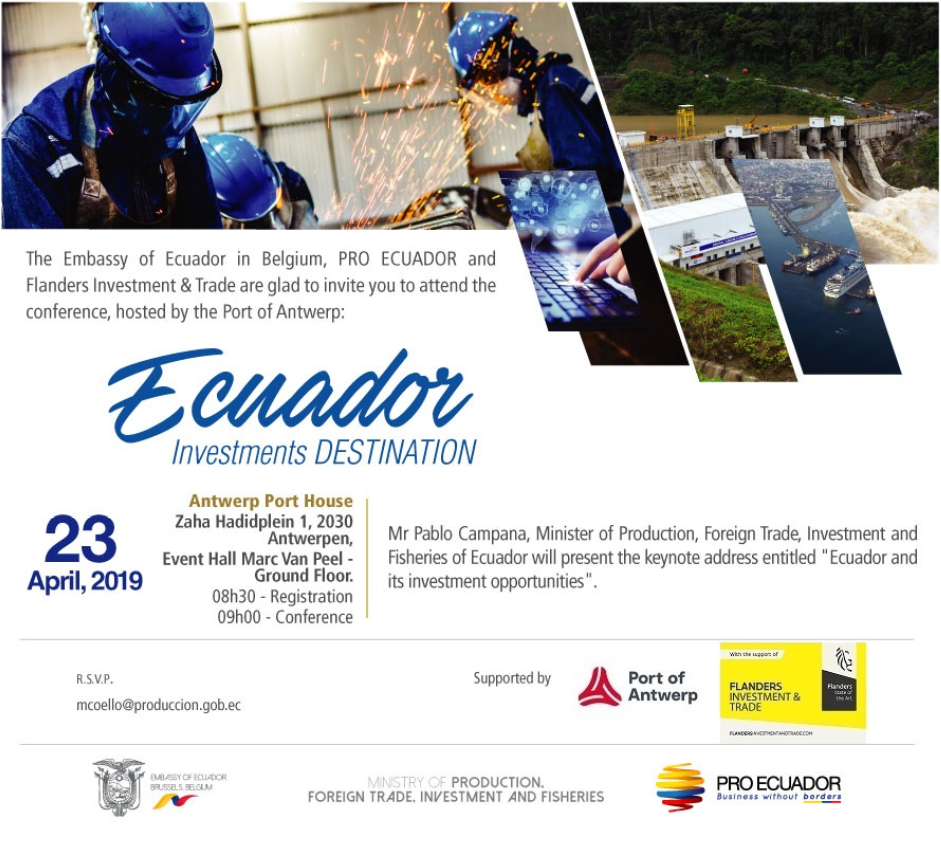 The Embassy of Ecuador in Belgium, PRO ECUADOR and
Flanders Investment & Trade are glad to invite you to attend the
conference, hosted by the Port of Antwerp:
Ecuador
Investments DESTINATION
23
April, 2019
Antwerp Port House
Zaha Hadidplein 1, 2030
Antwerpen,
Event Hall Marc Van Peel -
Ground Floor.
08h30 - Registration
09h00 - Conference
Mr Pablo Campana, Minister of Production, Foreign Trade, Investment and
Fisheries of Ecuador will present the keynote address entitled "Ecuador and
its investment opportunities".
R.S.V.P.
mcoello@produccion.gob.ec
Supported by
Port of
Antwerp
With the support of
FLANDERS
INVESTMENT &
TRADE
FLANDERSINVESTMENTANDTRADE.COM
Flanders
State of
the Art
EMBASSY OF ECUADOR
BRUSSELS, BELGIUM
MINISTRY OF PRODUCTION,
FOREIGN TRADE, INVESTMENT AND FISHERIES
PRO ECUADOR
Business without borders